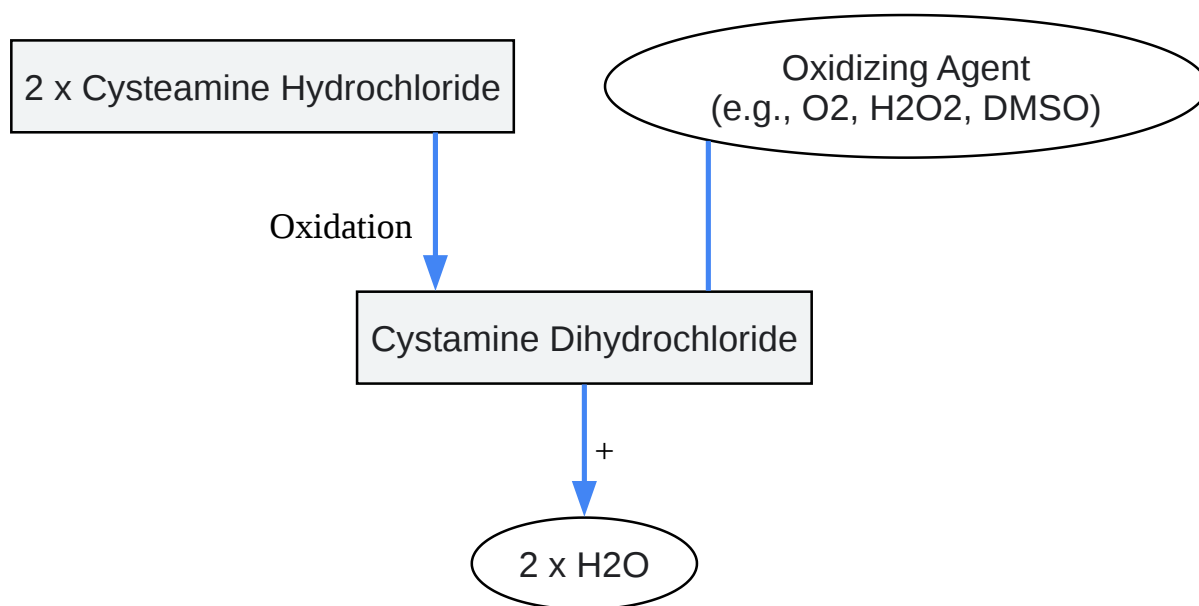 2 x Cysteamine Hydrochloride
Oxidizing Agent
(e.g., O2, H2O2, DMSO)
Oxidation
Cystamine Dihydrochloride
+
2 x H2O